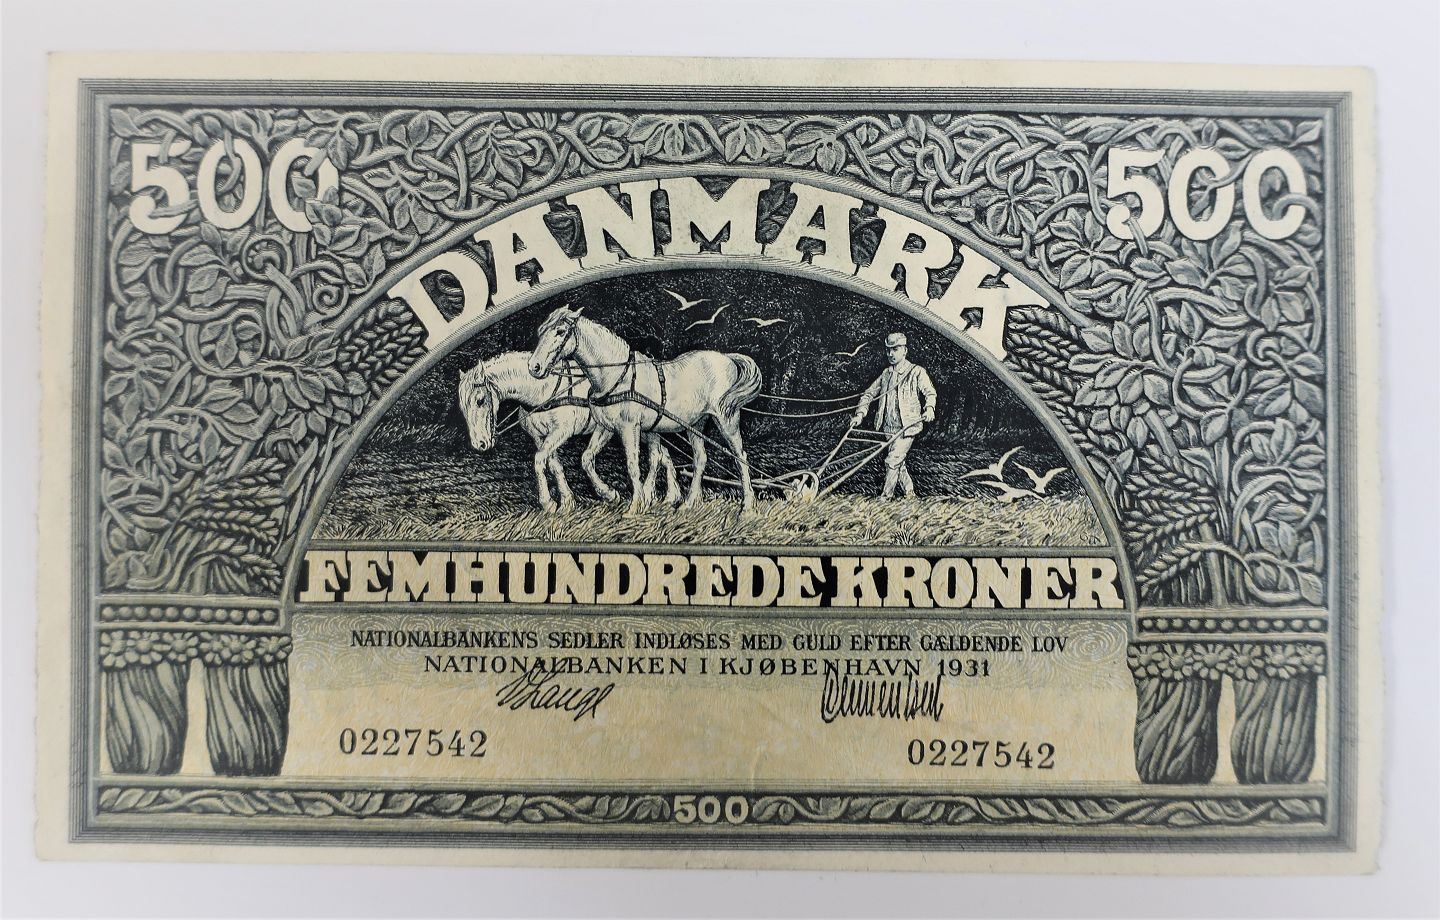 500 500
DANMARK
FEMHUNDREDE KRONER
NATIONALBANKENS SEDLER INDLØSES MED GULD EFTER GÆLDENDE LOV
NATIONALBANKEN I KJØBENHAVN 1931
V Lange
0227542 0227542
500